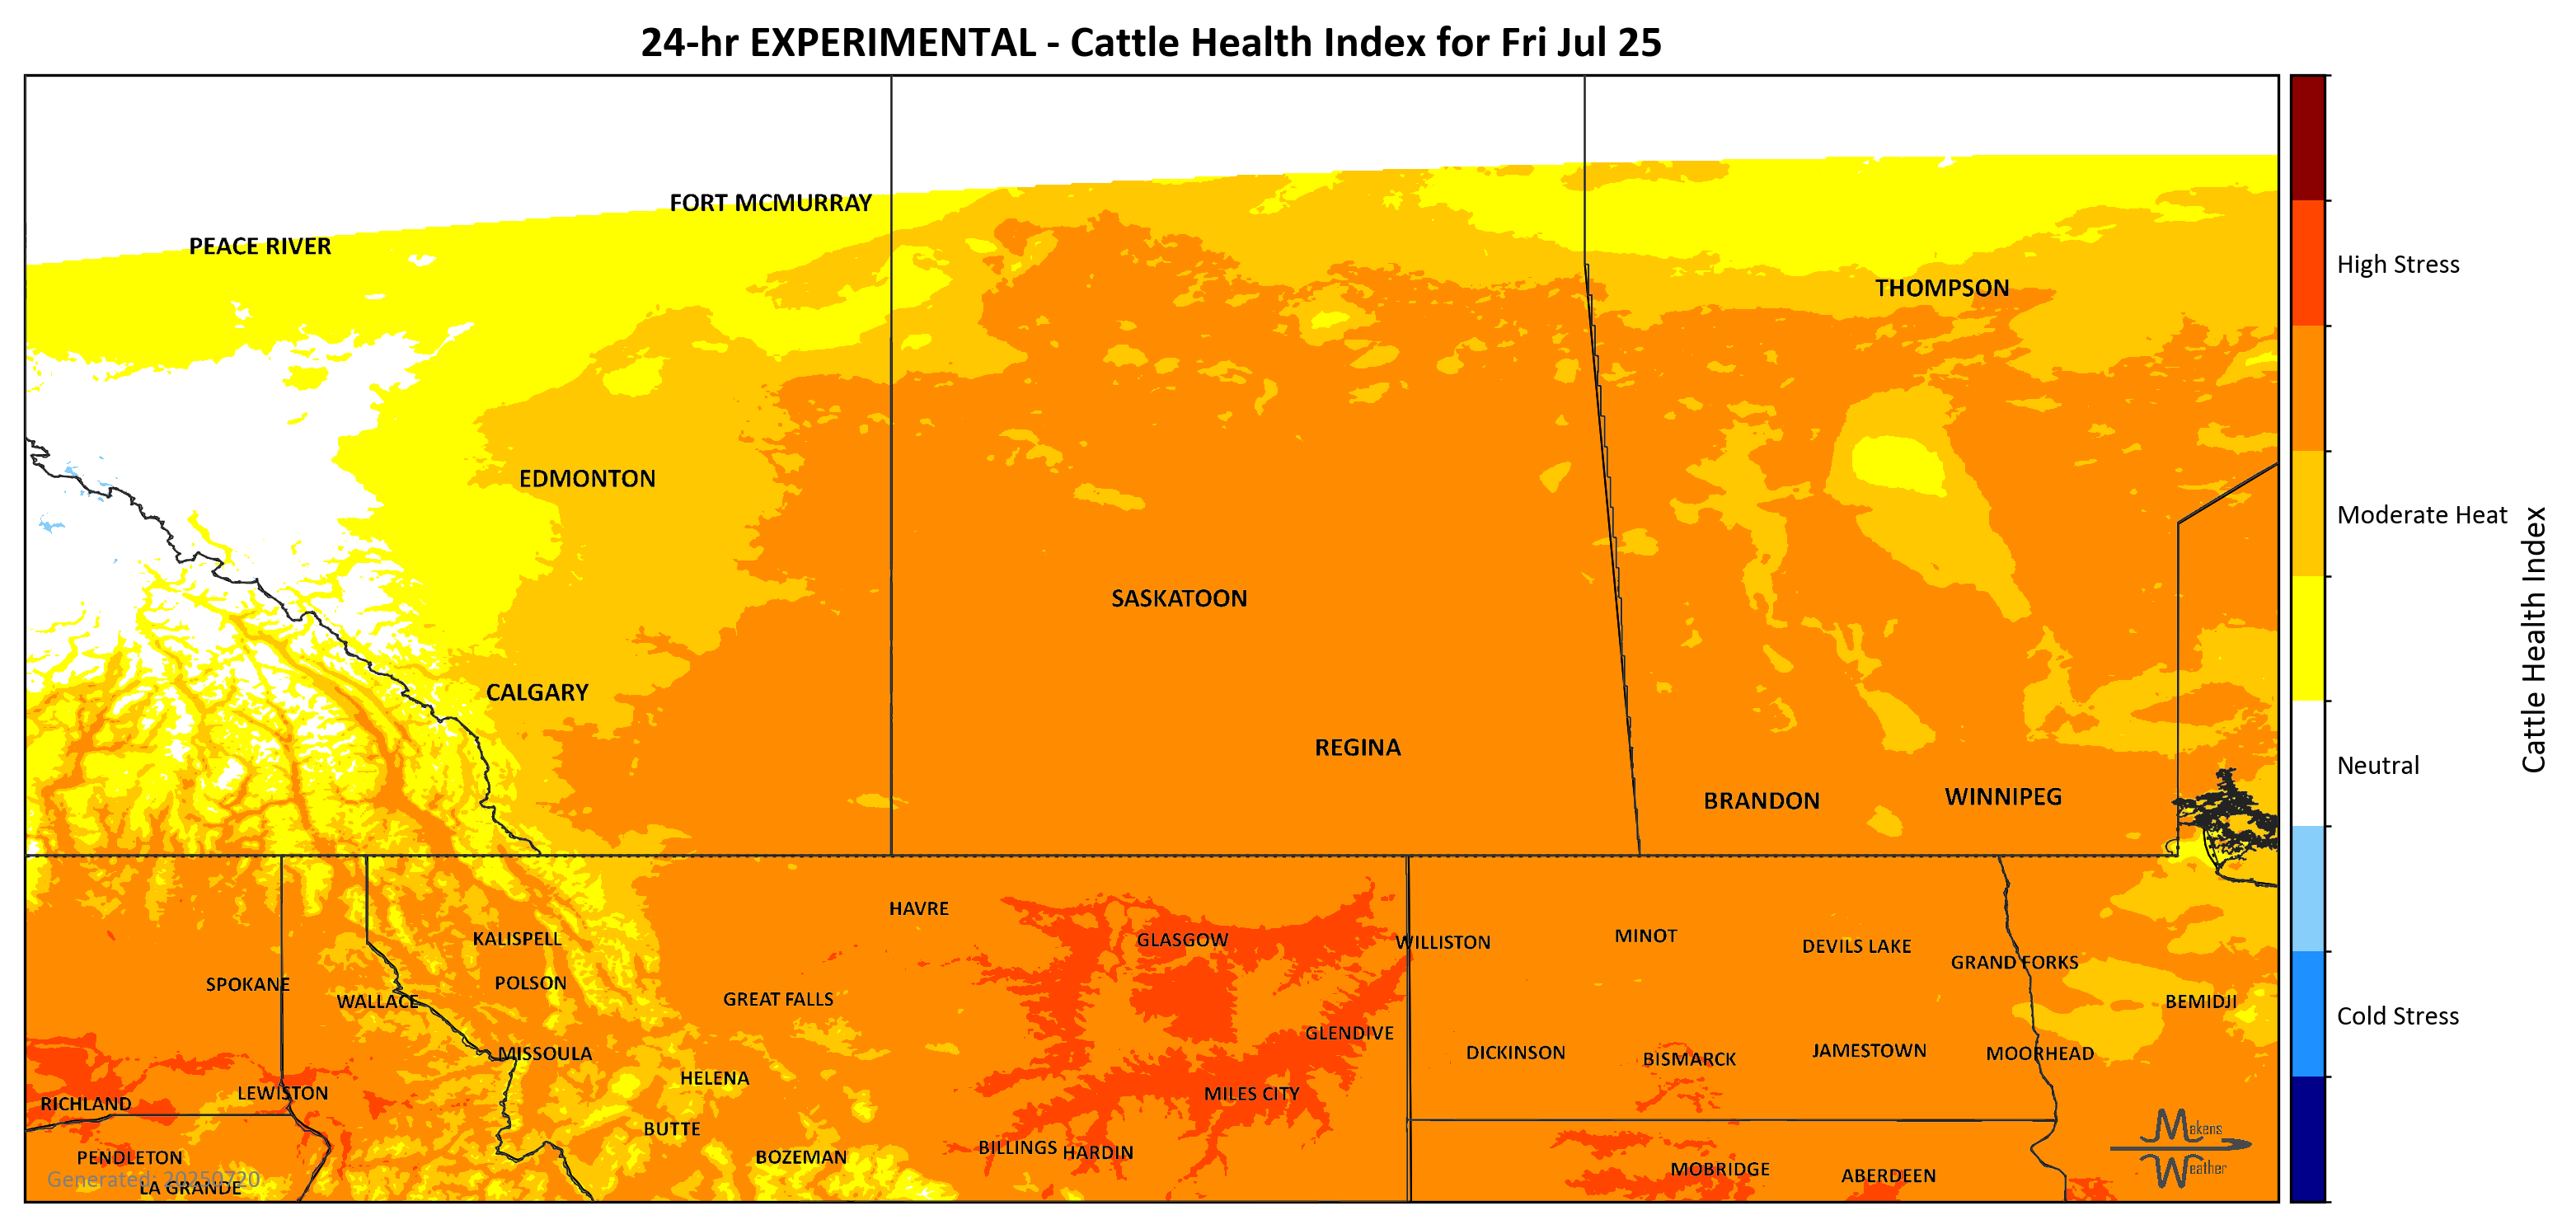 24-hr EXPERIMENTAL - Cattle Health Index for Fri Jul 25
FORT MCMURRAY
PEACE RIVER
THOMPSON
EDMONTON
SASKATOON
CALGARY
REGINA
BRANDON
WINNIPEG
HAVRE
KALISPELL
GLASGOW
WILLISTON
MINOT
DEVILS LAKE
GRAND FORKS
SPOKANE
POLSON
WALLACE
GREAT FALLS
BEMIDJI
GLENDIVE
MISSOULA
DICKINSON
BISMARCK
JAMESTOWN
MOORHEAD
HELENA
LEWISTON
MILES CITY
RICHLAND
BUTTE
BILLINGS
HARDIN
PENDLETON
BOZEMAN
MOBRIDGE
ABERDEEN
LA GRANDE
Generated: 20250720
Makens
Weather
High Stress
Moderate Heat
Neutral
Cold Stress
Cattle Health Index